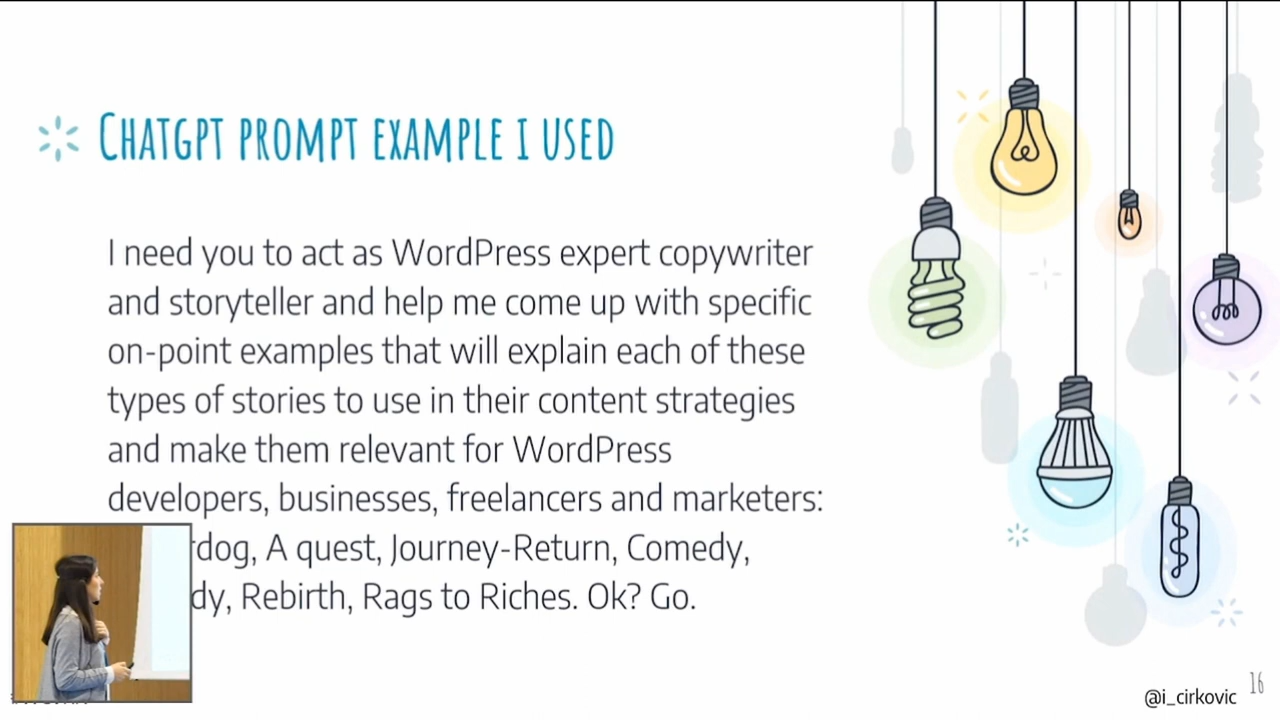 Chatgpt prompt example I used
I need you to act as WordPress expert copywriter
and storyteller and help me come up with specific
on-point examples that will explain each of these
types of stories to use in their content strategies
and make them relevant for WordPress
developers, businesses, freelancers and marketers:
A quest, Journey-Return, Comedy,
Rebirth, Rags to Riches. Ok? Go.
@i_cirkovic
16